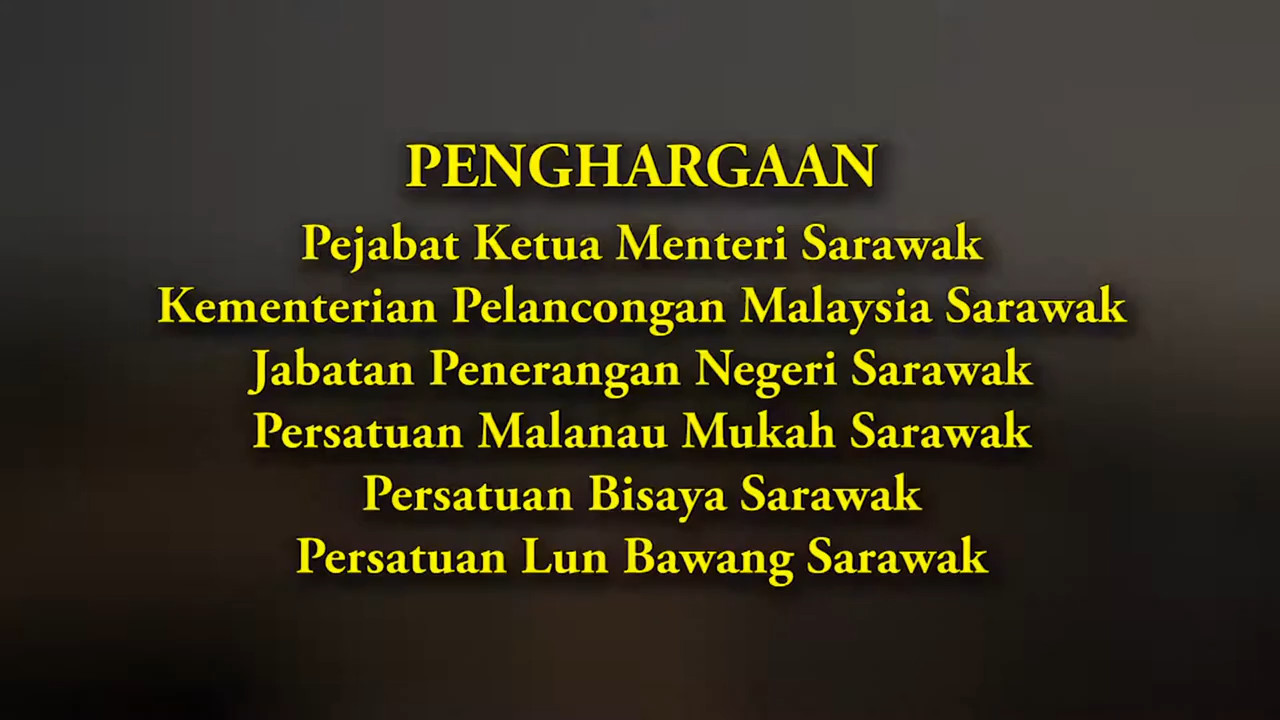 PENGHARGAAN
Pejabat Ketua Menteri Sarawak
Kementerian Pelancongan Malaysia Sarawak
Jabatan Penerangan Negeri Sarawak
Persatuan Malanau Mukah Sarawak
Persatuan Bisaya Sarawak
Persatuan Lun Bawang Sarawak